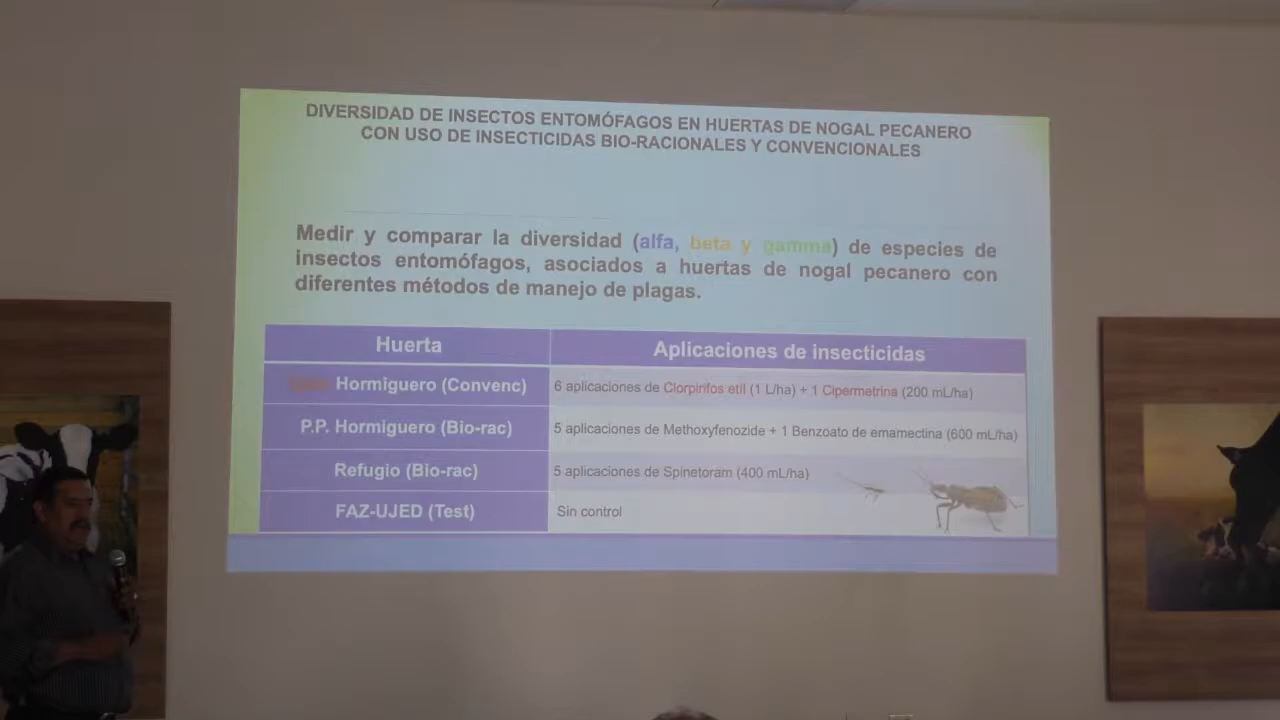 DIVERSIDAD DE INSECTOS ENTOMÓFAGOS EN HUERTAS DE NOGAL PECANERO
CON USO DE INSECTICIDAS BIO-RACIONALES Y CONVENCIONALES
Medir y comparar la diversidad (alfa, beta y gamma) de especies de
insectos entomófagos, asociados a huertas de nogal pecanero con
diferentes métodos de manejo de plagas.
Huerta Aplicaciones de insecticidas
Hormiguero (Convenc) 6 aplicaciones de Clorpirifos etil (1 L/ha) + 1 Cipermetrina (200 mL/ha)
P.P. Hormiguero (Bio-rac) 5 aplicaciones de Methoxyfenozide + 1 Benzoato de emamectina (600 mL/ha)
Refugio (Bio-rac) 5 aplicaciones de Spinetoram (400 mL/ha)
FAZ-UJED (Test) Sin control